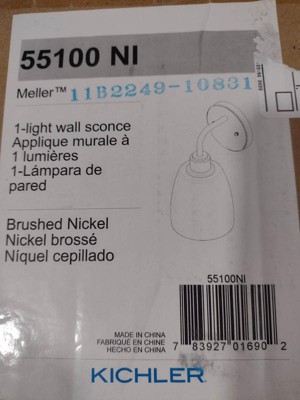 55100 NI
Meller™ 11B2249-10831
1-light wall sconce
Applique murale à
1 lumières
1-Lámpara de
pared
Brushed Nickel
Nickel brossé
Níquel cepillado
55100NI
MADE IN CHINA
FABRIQUÉ EN CHINE
HECHO EN CHINA
7 83927 01690 2
KICHLER